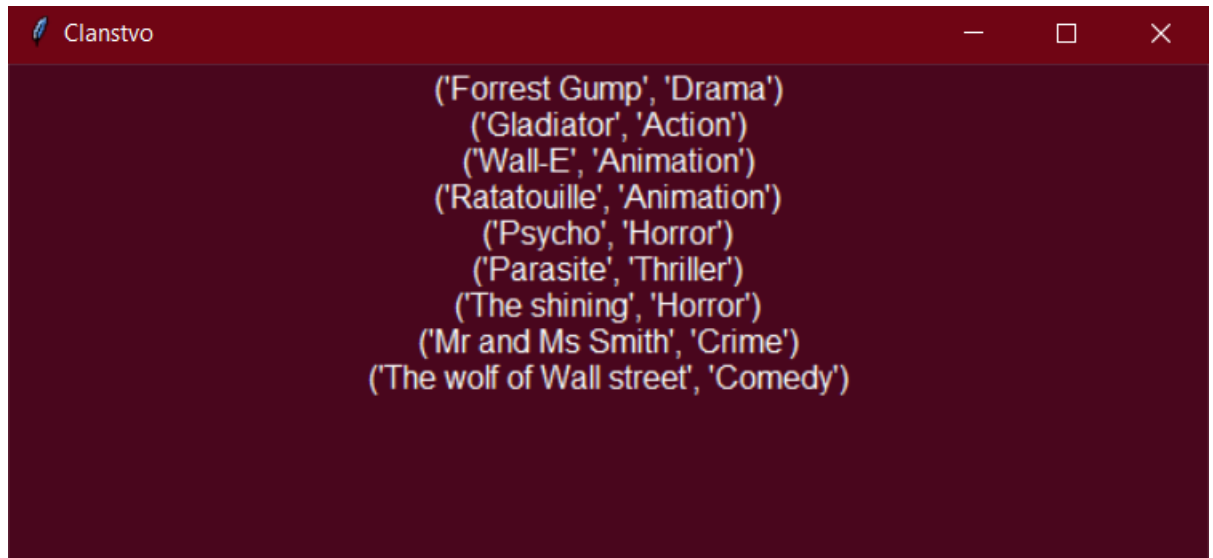 Clanstvo
('Forrest Gump', 'Drama')
('Gladiator', 'Action')
('Wall-E', 'Animation')
('Ratatouille', 'Animation')
('Psycho', 'Horror')
('Parasite', 'Thriller')
('The shining', 'Horror')
('Mr and Ms Smith', 'Crime')
('The wolf of Wall street', 'Comedy')